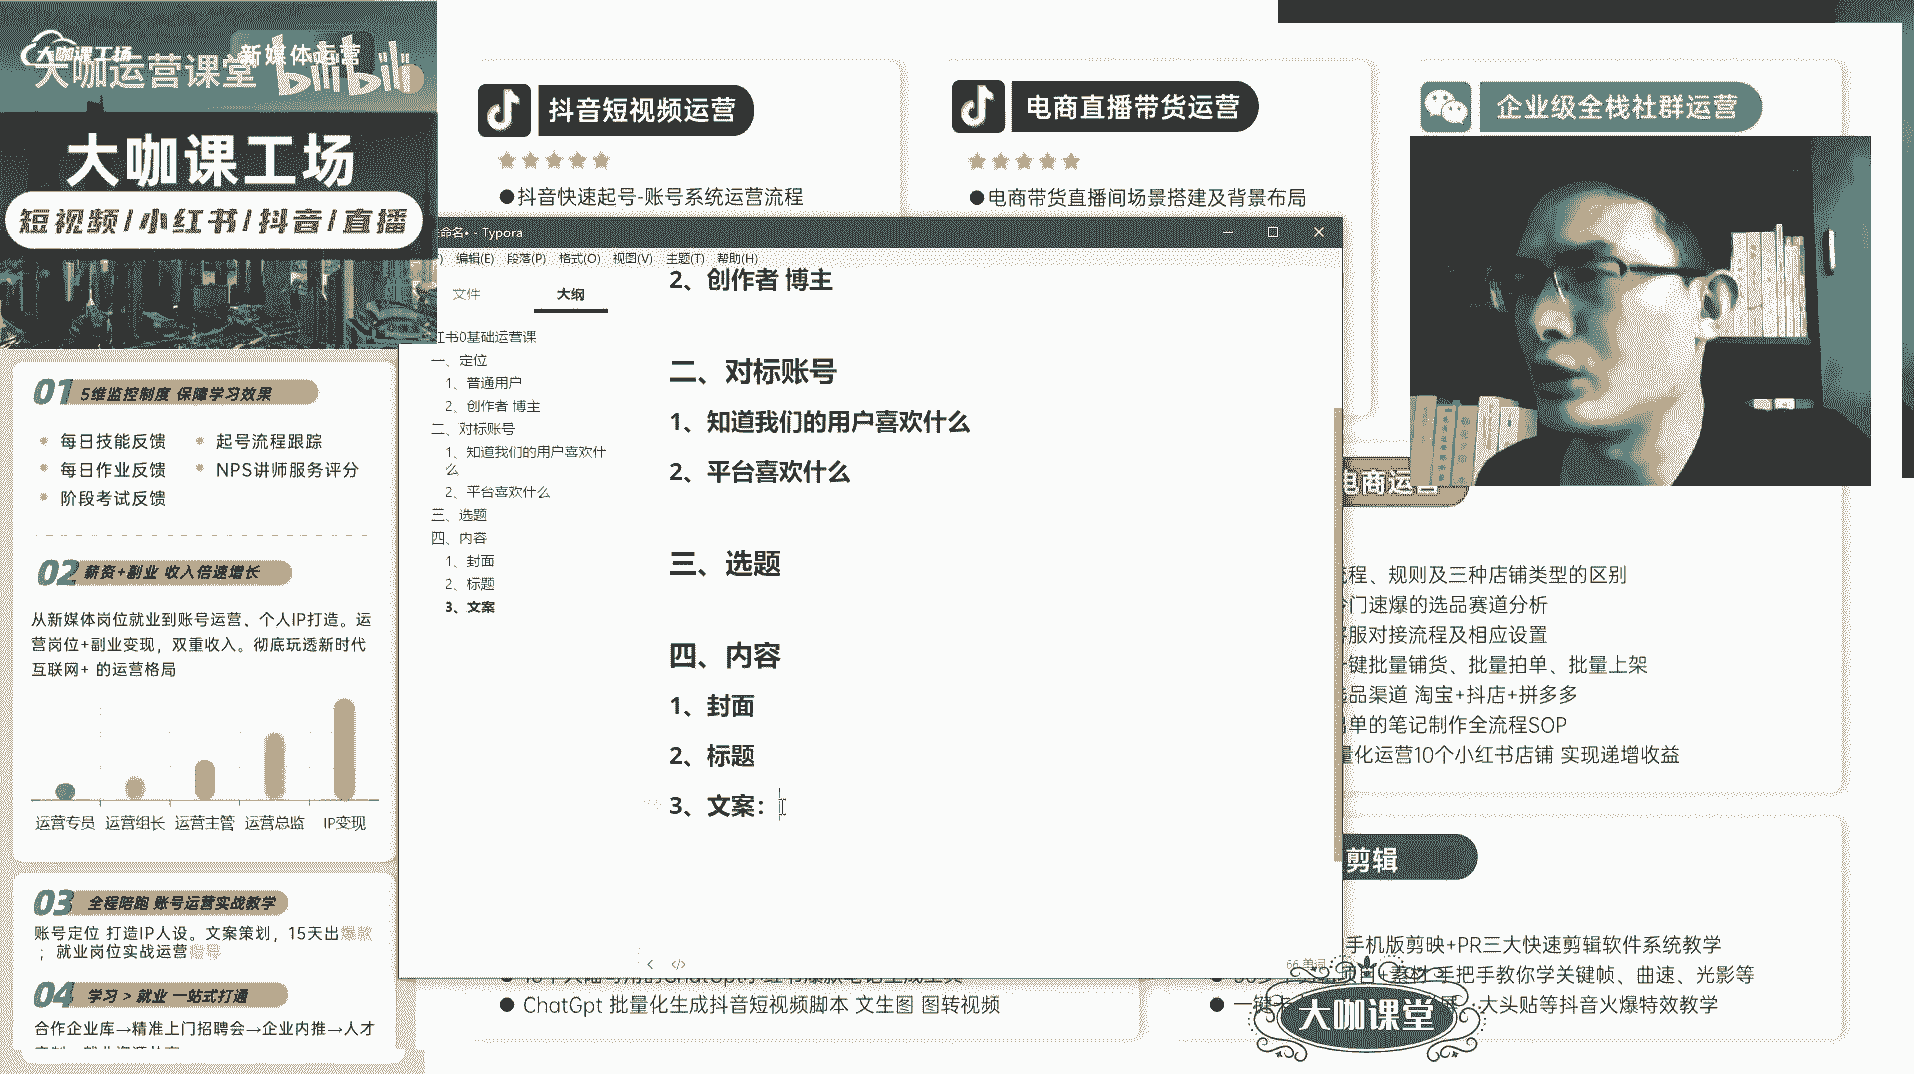 大咖课工场
大咖运营课堂
新媒体运营
bilibili
大咖课工场
短视频/小红书/抖音/直播
01 5维监控制度 保障学习效果
每日技能反馈
起号流程跟踪
每日作业反馈
NPS讲师服务评分
阶段考试反馈
02 薪资+副业 收入倍速增长
从新媒体岗位就业到账号运营、个人IP打造。运
营岗位+副业变现，双重收入。彻底玩透新时代
互联网+ 的运营格局
运营专员 运营组长 运营主管 运营总监 IP变现
03 全程陪跑 账号运营实战教学
账号定位 打造IP人设。文案策划，15天出爆款
；就业岗位实战运营
04 学习 > 就业 一站式打通
合作企业库→精准上门招聘会→企业内推→人才
抖音短视频运营
●抖音快速起号-账号系统运营流程
电商直播带货运营
●电商带货直播间场景搭建及背景布局
企业级全栈社群运营
命名• - Typora
编辑(E) 段落(P) 格式(O) 视图(V) 主题(T) 帮助(H)
文件 大纲
书0基础运营课
一、定位
1、普通用户
2、创作者 博主
二、对标账号
1、知道我们的用户喜欢什
么
2、平台喜欢什么
三、选题
四、内容
1、封面
2、标题
3、文案
2、创作者 博主
二、对标账号
1、知道我们的用户喜欢什么
2、平台喜欢什么
三、选题
四、内容
1、封面
2、标题
3、文案：
66 单词
电商运营
流程、规则及三种店铺类型的区别
冷门速爆的选品赛道分析
客服对接流程及相应设置
一键批量铺货、批量拍单、批量上架
选品渠道 淘宝+抖店+拼多多
出单的笔记制作全流程SOP
量化运营10个小红书店铺 实现递增收益
剪辑
手机版剪映+PR三大快速剪辑软件系统教学
项目+素材 手把手教你学关键帧、曲速、光影等
大头贴等抖音火爆特效教学
● ChatGpt 批量化生成抖音短视频脚本 文生图 图转视频
大咖课堂